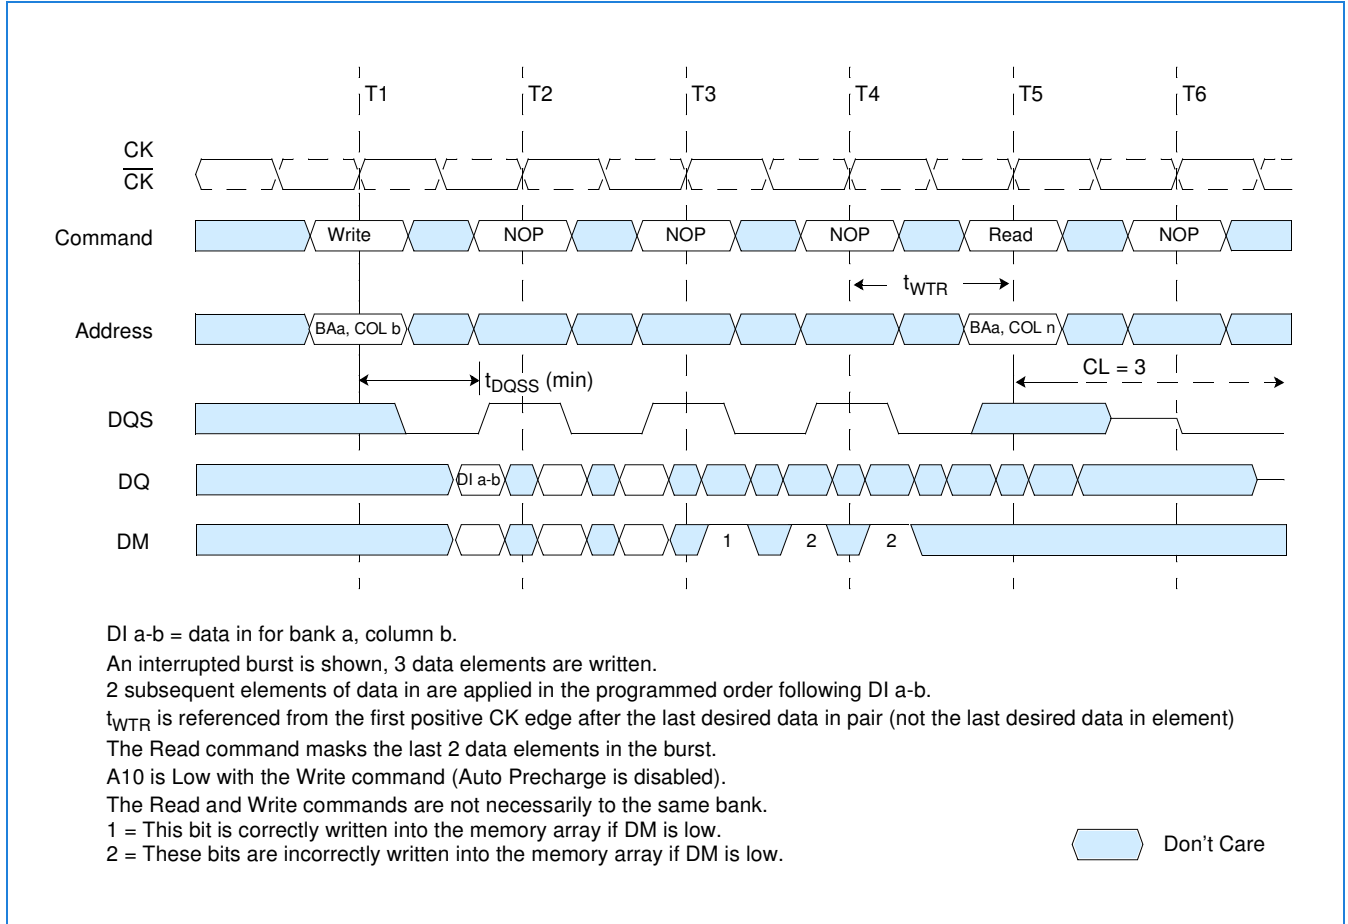 T1 T2 T3 T4 T5 T6
CK
CK
Command Write NOP NOP NOP Read NOP
tWTR
Address BAa, COL b BAa, COL n
tDQSS (min) CL = 3
DQS
DQ DI a-b
DM 1 2 2
DI a-b = data in for bank a, column b.
An interrupted burst is shown, 3 data elements are written.
2 subsequent elements of data in are applied in the programmed order following DI a-b.
tWTR is referenced from the first positive CK edge after the last desired data in pair (not the last desired data in element)
The Read command masks the last 2 data elements in the burst.
A10 is Low with the Write command (Auto Precharge is disabled).
The Read and Write commands are not necessarily to the same bank.
1 = This bit is correctly written into the memory array if DM is low.
2 = These bits are incorrectly written into the memory array if DM is low.
Don't Care